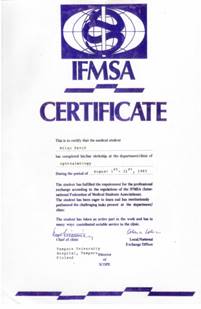 IFMSA
CERTIFICATE
This is to certify that the medical student
has completed his/her clerkship at the department/clinic of
ophthalmology
During the period of August 1st- 31st, 1985
The student has fulfilled the requirement for the professional
exchange according to the regulations of the IFMSA (Inter-
national Federation of Medical Students Associations).
The student has been eager to learn and has meritoriously
performed the challenging tasks present at the department/
clinic.
The student has taken an active part in the work and has in
many ways contributed suitable service to the clinic.
Chief of clinic
Local/National
Exchange Officer
Tampere University
Hospital, Tampere
Finland
Director
of
SCOPE